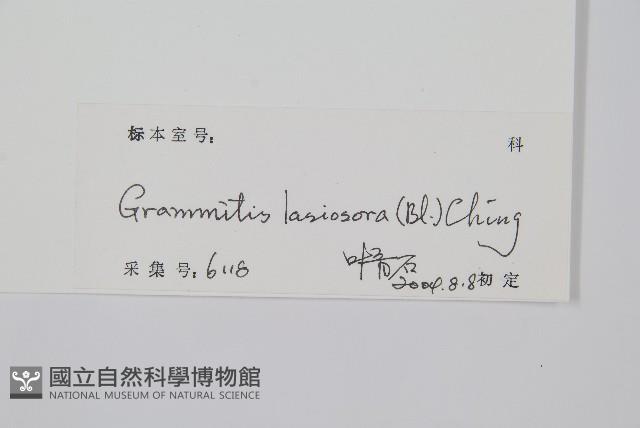 标本室号:
科
Grammitis lasiosora (Bl.) Ching
采集号: 6118
2004.8.8 初定
國立自然科學博物館
NATIONAL MUSEUM OF NATURAL SCIENCE